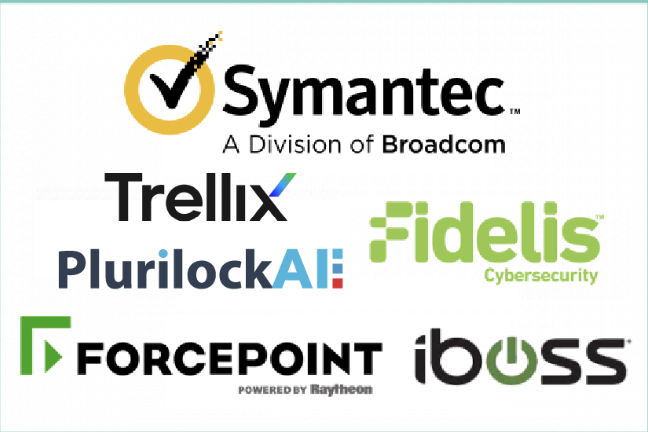 Symantec™
A Division of Broadcom
Trellix
Fidelis™
Cybersecurity
PlurilockAI
FORCEPOINT
POWERED BY Raytheon
iboss